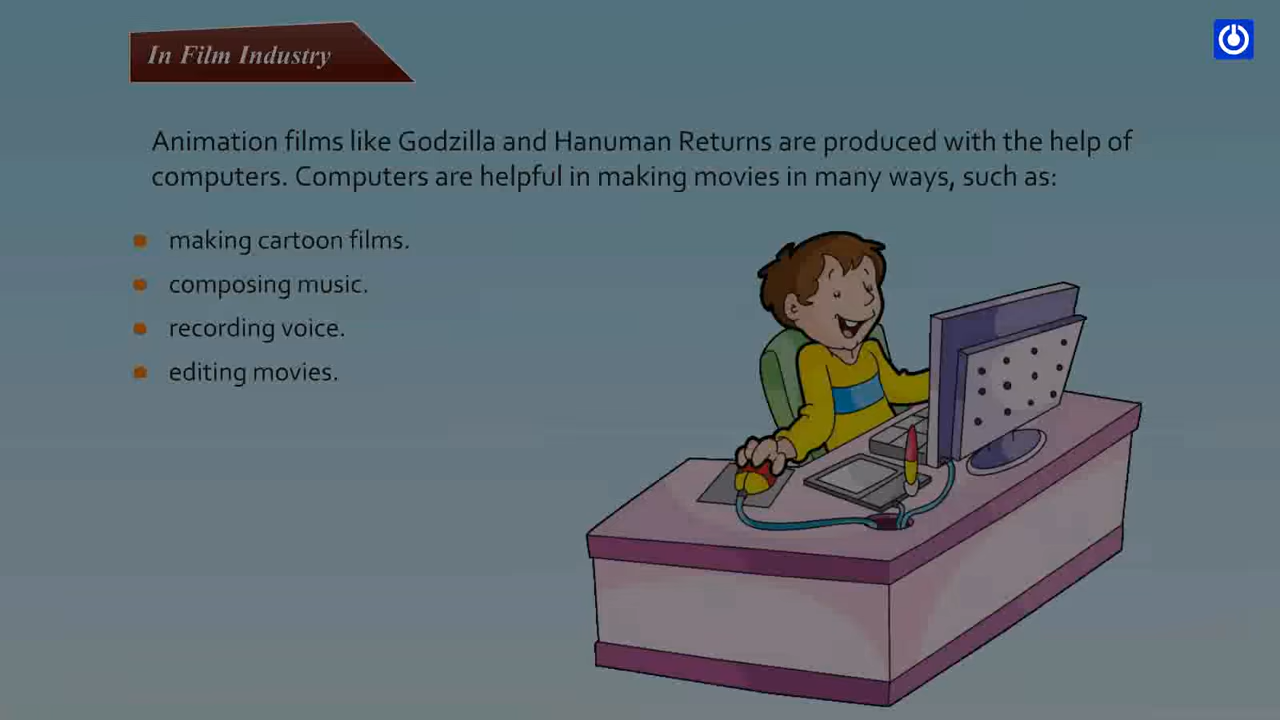 In Film Industry
Animation films like Godzilla and Hanuman Returns are produced with the help of
computers. Computers are helpful in making movies in many ways, such as:
making cartoon films.
composing music.
recording voice.
editing movies.